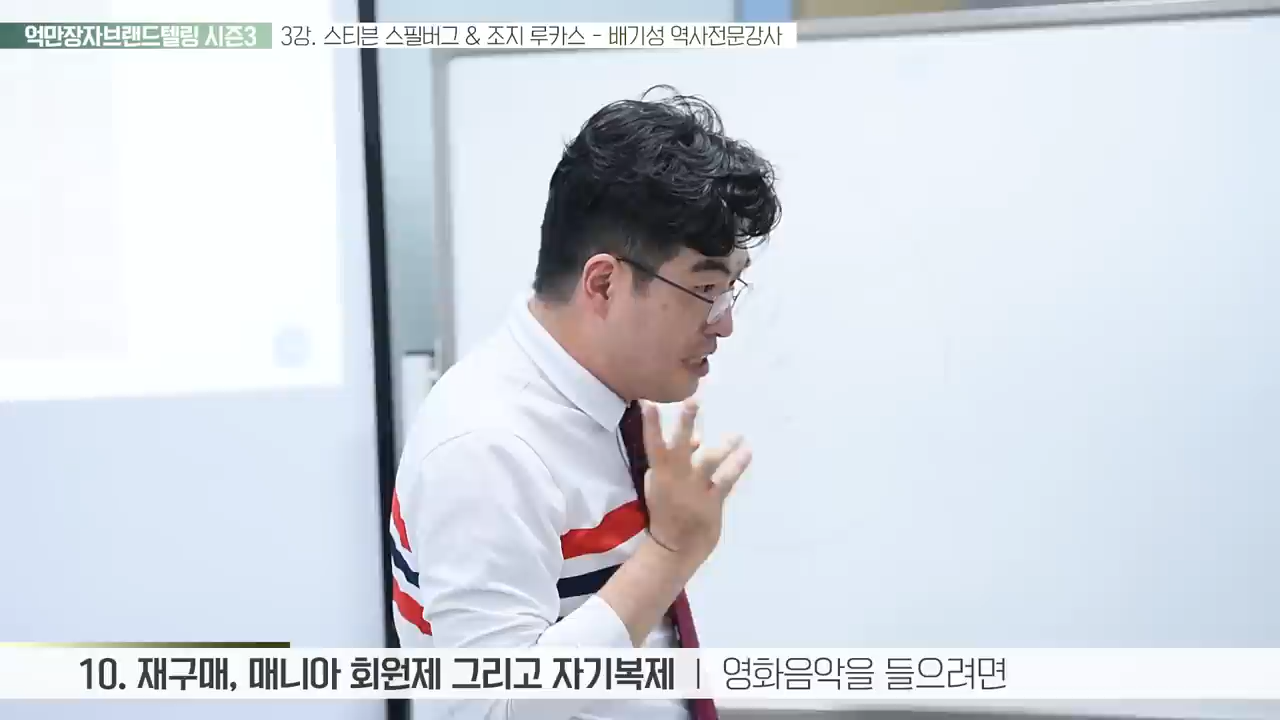 억만장자브랜드텔링 시즌3 3강. 스티븐 스필버그 & 조지 루카스 - 배기성 역사전문강사
10. 재구매, 매니아 회원제 그리고 자기복제 | 영화음악을 들으려면